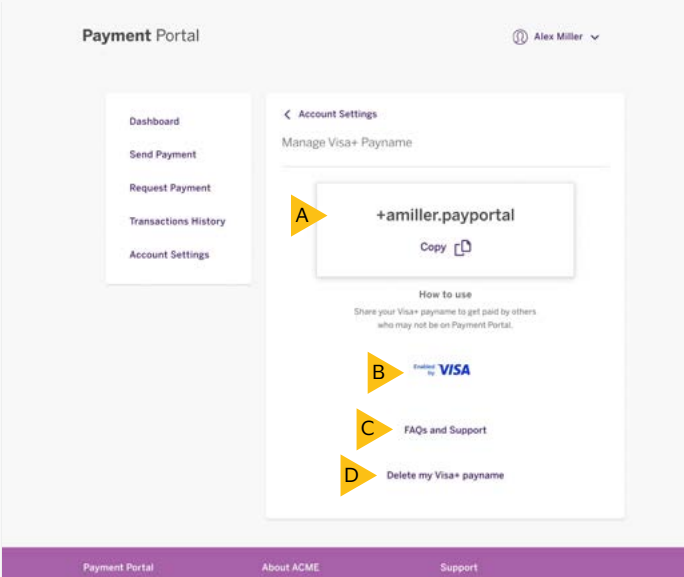 Payment Portal
Alex Miller
Dashboard
Send Payment
Request Payment
Transactions History
Account Settings
Account Settings
Manage Visa+ Payname
A
+amiller.payportal
Copy
How to use
Share your Visa+ payname to get paid by others
who may not be on Payment Portal.
B
Enabled
by VISA
C
FAQs and Support
D
Delete my Visa+ payname
Payment Portal
About ACME
Support